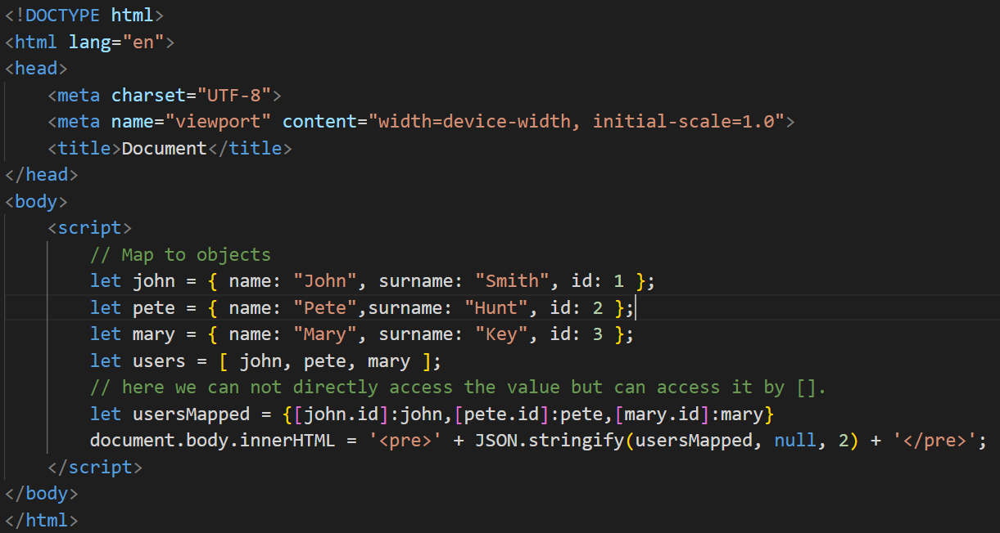 <!DOCTYPE html>
<html lang="en">
<head>
    <meta charset="UTF-8">
    <meta name="viewport" content="width=device-width, initial-scale=1.0">
    <title>Document</title>
</head>
<body>
    <script>
        // Map to objects
        let john = { name: "John", surname: "Smith", id: 1 };
        let pete = { name: "Pete",surname: "Hunt", id: 2 };
        let mary = { name: "Mary", surname: "Key", id: 3 };
        let users = [ john, pete, mary ];
        // here we can not directly access the value but can access it by [].
        let usersMapped = {[john.id]:john,[pete.id]:pete,[mary.id]:mary}
        document.body.innerHTML = '<pre>' + JSON.stringify(usersMapped, null, 2) + '</pre>';
    </script>
</body>
</html>